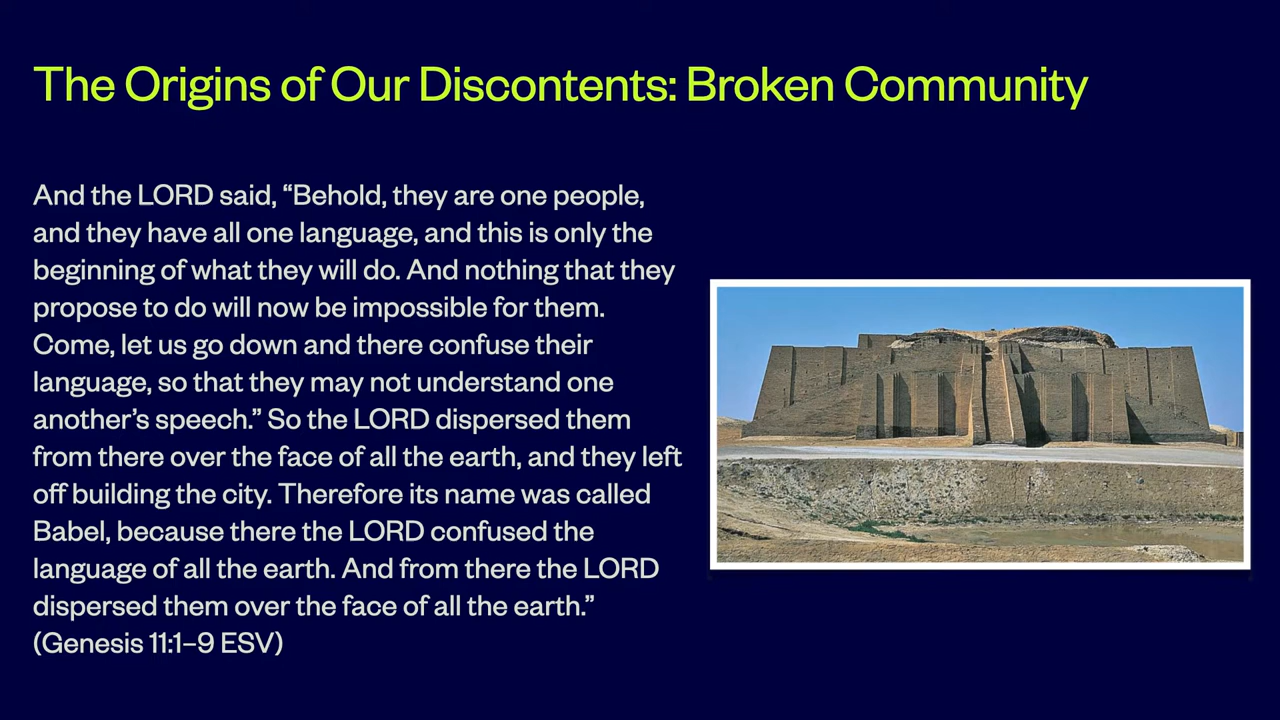 The Origins of Our Discontents: Broken Community
And the LORD said, “Behold, they are one people,
and they have all one language, and this is only the
beginning of what they will do. And nothing that they
propose to do will now be impossible for them.
Come, let us go down and there confuse their
language, so that they may not understand one
another’s speech.” So the LORD dispersed them
from there over the face of all the earth, and they left
off building the city. Therefore its name was called
Babel, because there the LORD confused the
language of all the earth. And from there the LORD
dispersed them over the face of all the earth.”
(Genesis 11:1–9 ESV)